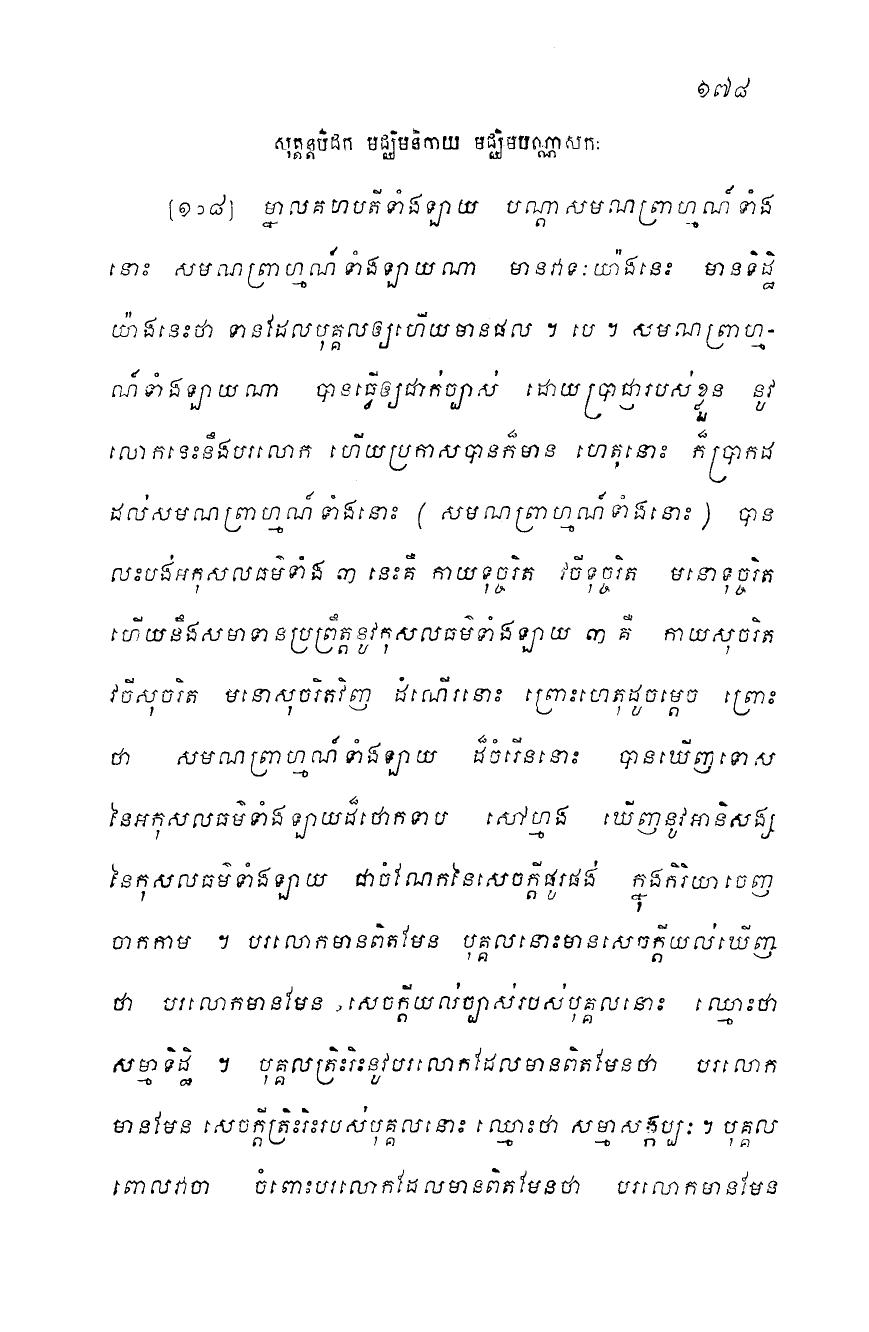 ១៧៨
សុត្តន្តបិដក មជ្ឈិមនិកាយ មជ្ឈិមបណ្ណាសកៈ
[១០៨] ម្នាលគហបតីទាំងឡាយ បណ្តាសមណព្រាហ្មណ៍ទាំង
នោះ សមណព្រាហ្មណ៍ទាំងឡាយណា មានវាទៈយ៉ាងនេះ មានទិដ្ឋិ
យ៉ាងនេះថា ទានដែលបុគ្គលឲ្យហើយមានផល ។ បេ ។ សមណព្រាហ្ម-
ណ៍ទាំងឡាយណា បានធ្វើឲ្យជាក់ច្បាស់ ដោយប្រាជ្ញារបស់ខ្លួន នូវ
លោកនេះនឹងបរលោក ហើយប្រកាសបានក៏មាន ហេតុនោះ ក៏ប្រាកដ
ដល់សមណព្រាហ្មណ៍ទាំងនោះ ( សមណព្រាហ្មណ៍ទាំងនោះ ) បាន
លះបង់អកុសលធម៌ទាំង ៣ នេះគឺ កាយទុច្ចរិត វចីទុច្ចរិត មនោទុច្ចរិត
ហើយនឹងសមាទានប្រព្រឹត្តនូវកុសលធម៌ទាំងឡាយ ៣ គឺ កាយសុចរិត
វចីសុចរិត មនោសុចរិតវិញ ដំណើរនោះ ព្រោះហេតុដូចម្តេច ព្រោះ
ថា សមណព្រាហ្មណ៍ទាំងឡាយ ដ៏ចំរើននោះ បានឃើញទោស
នៃអកុសលធម៌ទាំងឡាយដ៏ថោកទាប សៅហ្មង ឃើញនូវអានិសង្ស
នៃកុសលធម៌ទាំងឡាយ ជាចំណែកនៃសេចក្តីផូរផង់ ក្នុងកិរិយាចេញ
ចាកកាម ។ បរលោកមានពិតមែន បុគ្គលនោះមានសេចក្តីយល់ឃើញ
ថា បរលោកមានមែន សេចក្តីយល់ច្បាស់របស់បុគ្គលនោះ ឈ្មោះថា
សម្មាទិដ្ឋិ ។ បុគ្គលត្រិះរិះនូវបរលោកដែលមានពិតមែនថា បរលោក
មានមែន សេចក្តីត្រិះរិះរបស់បុគ្គលនោះ ឈ្មោះថា សម្មាសង្កប្បៈ ។ បុគ្គល
ពោលវាចា ចំពោះបរលោកដែលមានពិតមែនថា បរលោកមានមែន